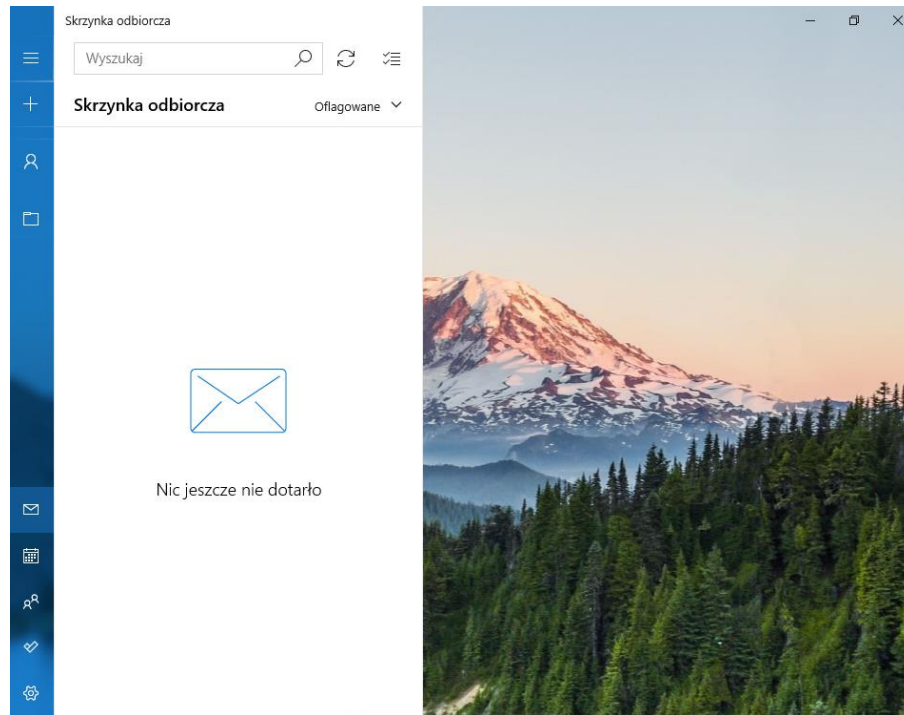 Skrzynka odbiorcza
Wyszukaj
Skrzynka odbiorcza Oflagowane
Nic jeszcze nie dotarło